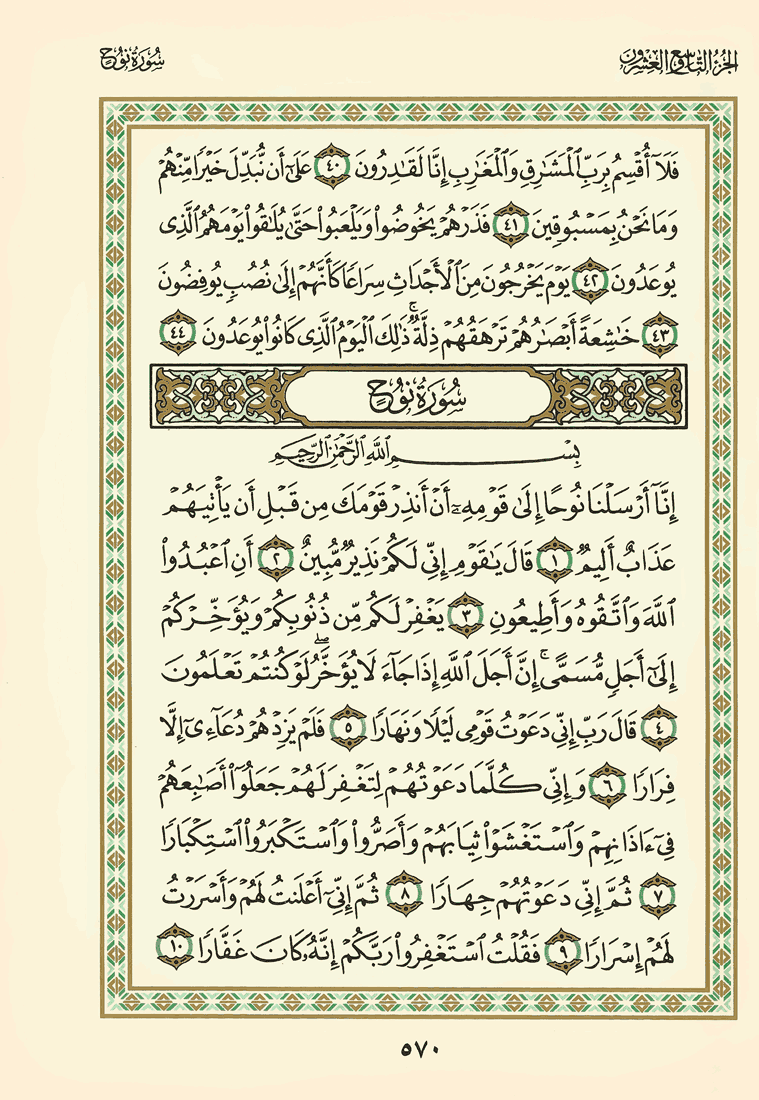 الجزء التاسع والعشرون
سورة نوح
فَلَآ أُقْسِمُ بِرَبِّ ٱلْمَشَٰرِقِ وَٱلْمَغَٰرِبِ إِنَّا لَقَٰدِرُونَ ٤٠ عَلَىٰٓ أَن نُّبَدِّلَ خَيْرًا مِّنْهُمْ
وَمَا نَحْنُ بِمَسْبُوقِينَ ٤١ فَذَرْهُمْ يَخُوضُوا۟ وَيَلْعَبُوا۟ حَتَّىٰ يُلَٰقُوا۟ يَوْمَهُمُ ٱلَّذِى
يُوعَدُونَ ٤٢ يَوْمَ يَخْرُجُونَ مِنَ ٱلْأَجْدَاثِ سِرَاعًا كَأَنَّهُمْ إِلَىٰ نُصُبٍ يُوفِضُونَ
٤٣ خَٰشِعَةً أَبْصَٰرُهُمْ تَرْهَقُهُمْ ذِلَّةٌ ۚ ذَٰلِكَ ٱلْيَوْمُ ٱلَّذِى كَانُوا۟ يُوعَدُونَ ٤٤
سُورَةُ نُوحٍ
بِسْمِ ٱللَّهِ ٱلرَّحْمَٰنِ ٱلرَّحِيمِ
إِنَّآ أَرْسَلْنَا نُوحًا إِلَىٰ قَوْمِهِۦٓ أَنْ أَنذِرْ قَوْمَكَ مِن قَبْلِ أَن يَأْتِيَهُمْ
عَذَابٌ أَلِيمٌ ١ قَالَ يَٰقَوْمِ إِنِّى لَكُمْ نَذِيرٌ مُّبِينٌ ٢ أَنِ ٱعْبُدُوا۟
ٱللَّهَ وَٱتَّقُوهُ وَأَطِيعُونِ ٣ يَغْفِرْ لَكُم مِّن ذُنُوبِكُمْ وَيُؤَخِّرْكُمْ
إِلَىٰٓ أَجَلٍ مُّسَمًّى ۚ إِنَّ أَجَلَ ٱللَّهِ إِذَا جَآءَ لَا يُؤَخَّرُ ۖ لَوْ كُنتُمْ تَعْلَمُونَ
٤ قَالَ رَبِّ إِنِّى دَعَوْتُ قَوْمِى لَيْلًا وَنَهَارًا ٥ فَلَمْ يَزِدْهُمْ دُعَآءِىٓ إِلَّا
فِرَارًا ٦ وَإِنِّى كُلَّمَا دَعَوْتُهُمْ لِتَغْفِرَ لَهُمْ جَعَلُوٓا۟ أَصَٰبِعَهُمْ
فِىٓ ءَاذَانِهِمْ وَٱسْتَغْشَوْا۟ ثِيَابَهُمْ وَأَصَرُّوا۟ وَٱسْتَكْبَرُوا۟ ٱسْتِكْبَارًا
٧ ثُمَّ إِنِّى دَعَوْتُهُمْ جِهَارًا ٨ ثُمَّ إِنِّىٓ أَعْلَنتُ لَهُمْ وَأَسْرَرْتُ
لَهُمْ إِسْرَارًا ٩ فَقُلْتُ ٱسْتَغْفِرُوا۟ رَبَّكُمْ إِنَّهُۥ كَانَ غَفَّارًا ١٠
٥٧٠